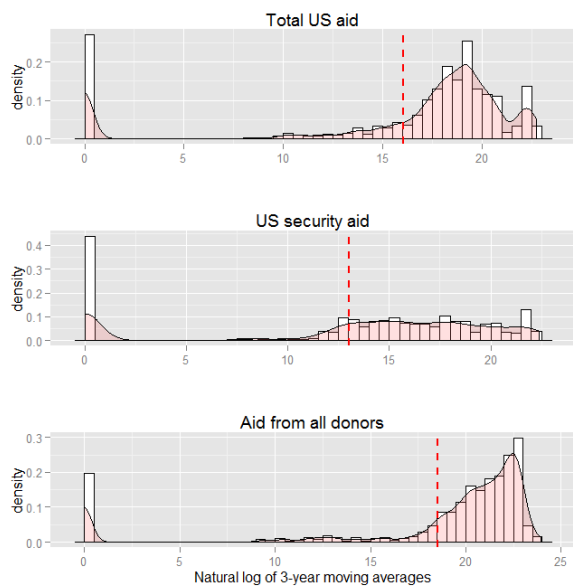 Total US aid
density
0.2
0.1
0.0
0 5 10 15 20
US security aid
density
0.4
0.3
0.2
0.1
0.0
0 5 10 15 20
Aid from all donors
density
0.3
0.2
0.1
0.0
0 5 10 15 20 25
Natural log of 3-year moving averages